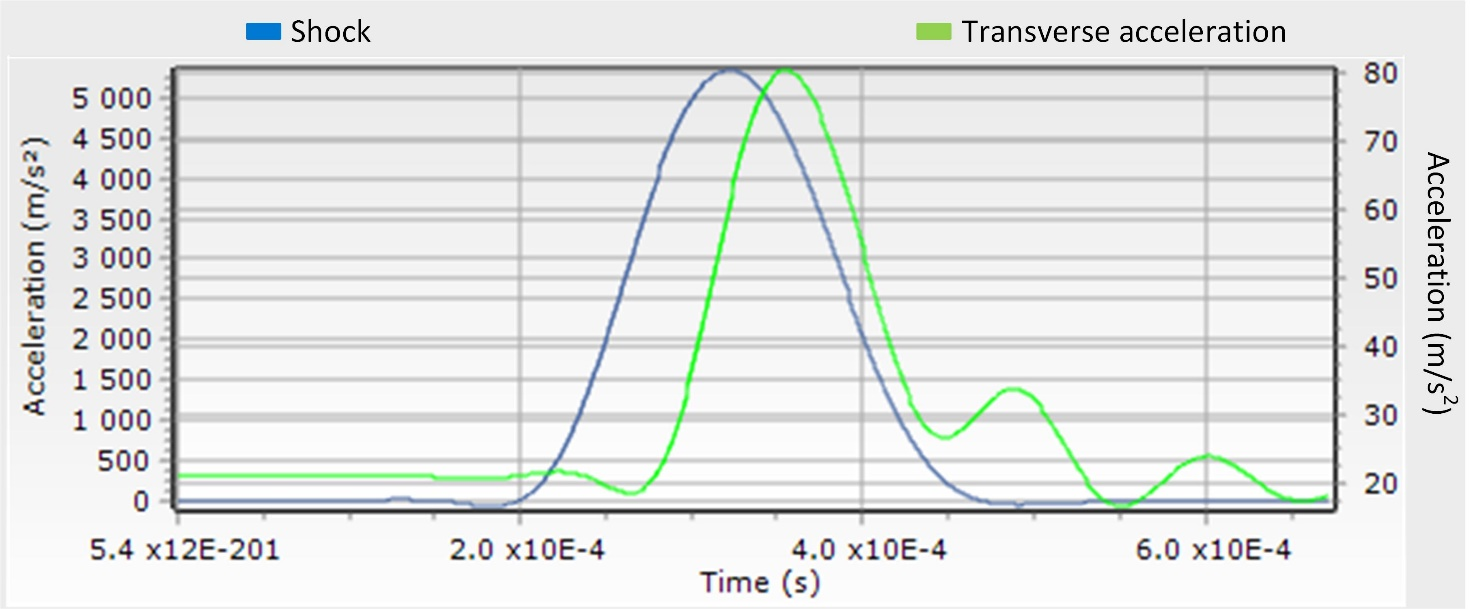 Shock
Transverse acceleration
Acceleration (m/s²)
5 000
4 500
4 000
3 500
3 000
2 500
2 000
1 500
1 000
500
0
80
70
60
50
40
30
20
Acceleration (m/s²)
5.4 x12E-201
2.0 x10E-4
4.0 x10E-4
6.0 x10E-4
Time (s)